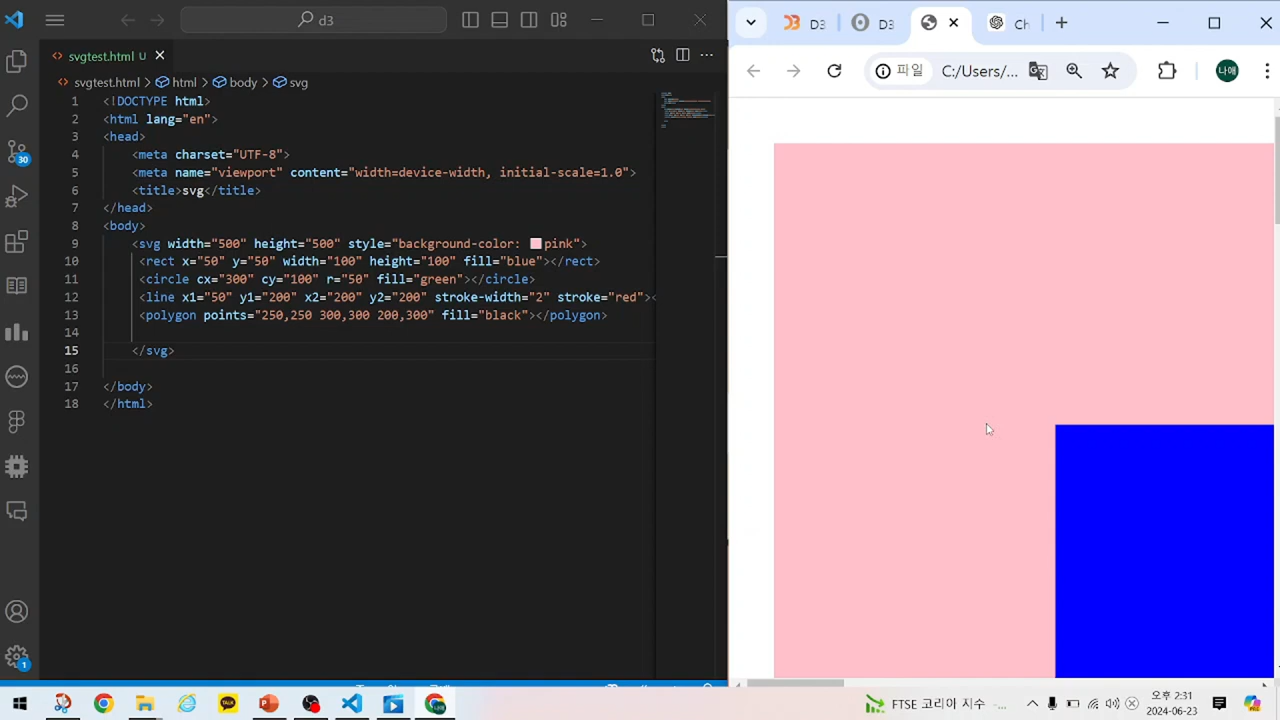 d3
svgtest.html U
svgtest.html > html > body > svg
1 <!DOCTYPE html>
2 <html lang="en">
3 <head>
4 <meta charset="UTF-8">
5 <meta name="viewport" content="width=device-width, initial-scale=1.0">
6 <title>svg</title>
7 </head>
8 <body>
9 <svg width="500" height="500" style="background-color: pink">
10 <rect x="50" y="50" width="100" height="100" fill="blue"></rect>
11 <circle cx="300" cy="100" r="50" fill="green"></circle>
12 <line x1="50" y1="200" x2="200" y2="200" stroke-width="2" stroke="red"><
13 <polygon points="250,250 300,300 200,300" fill="black"></polygon>
14
15 </svg>
16
17 </body>
18 </html>
30
1
D3
D3
Ch
파일
C:/Users/...
나애
TALK
FTSE 코리아 지수 ...
오후 2:31
2024-06-23